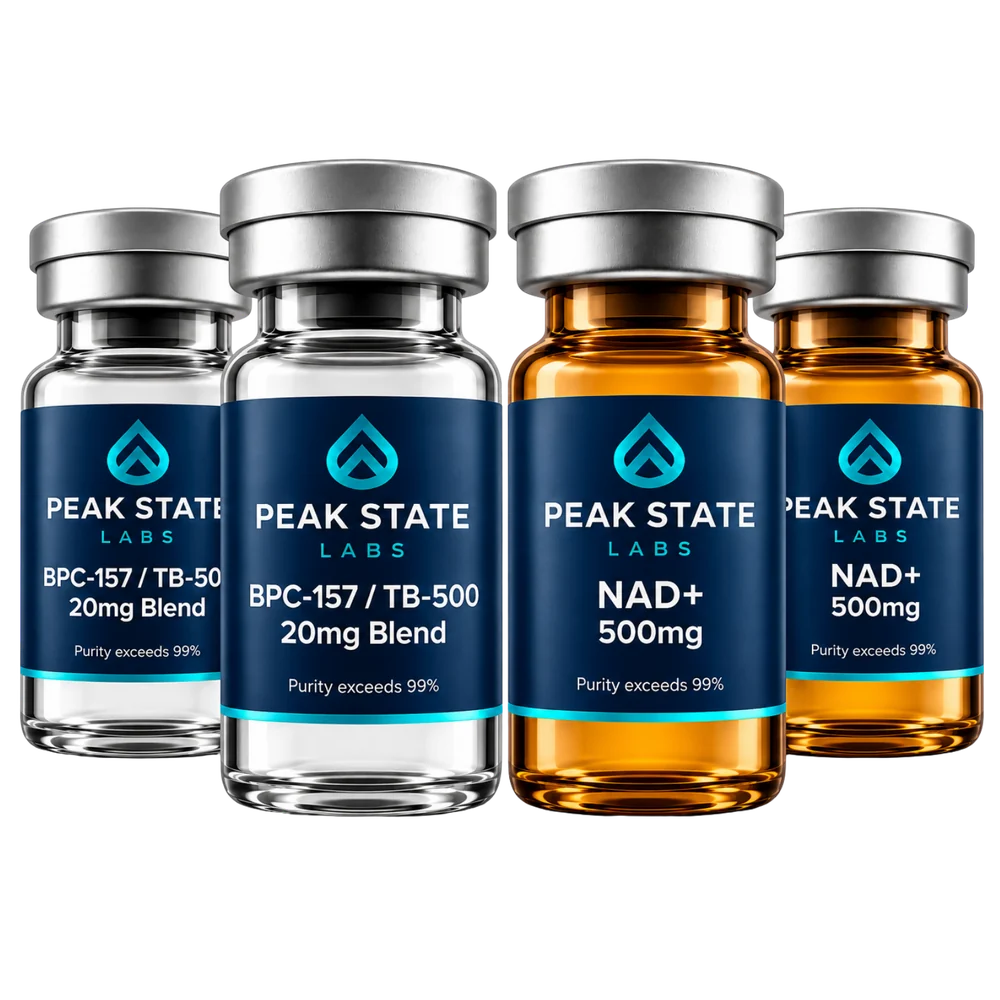 PEAK STATE
LABS
BPC-157 / TB-50
20mg Blend
Purity exceeds 99%
PEAK STATE
LABS
BPC-157 / TB-500
20mg Blend
Purity exceeds 99%
PEAK STATE
LABS
NAD+
500mg
Purity exceeds 99%
PEAK STATE
LABS
NAD+
500mg
Purity exceeds 99%